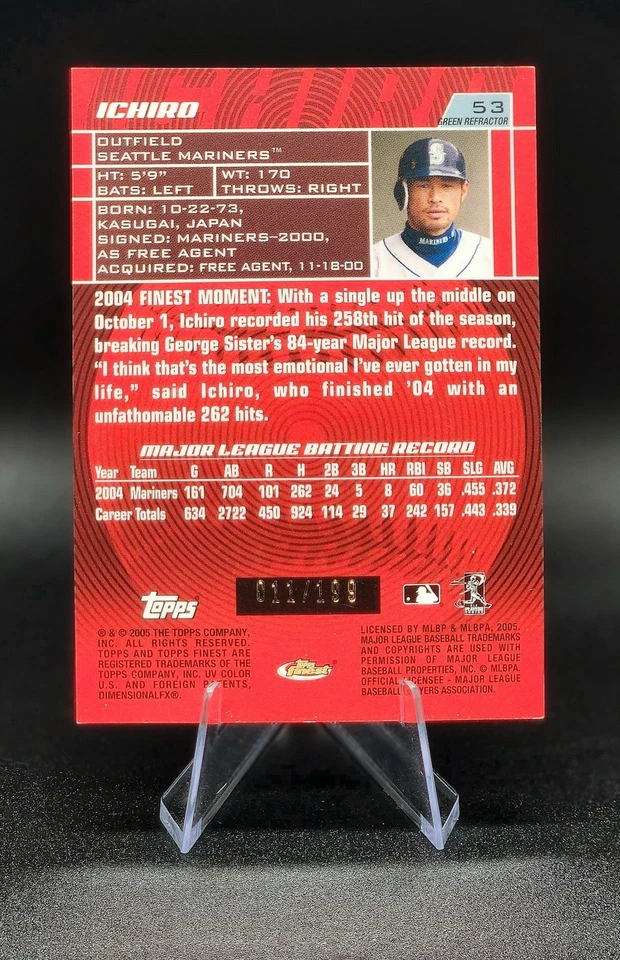 ICHIRO
53
GREEN REFRACTOR
OUTFIELD
SEATTLE MARINERS™
HT: 5'9" WT: 170
BATS: LEFT THROWS: RIGHT
BORN: 10-22-73,
KASUGAI, JAPAN
SIGNED: MARINERS-2000,
AS FREE AGENT
ACQUIRED: FREE AGENT, 11-18-00
MARINERS
2004 FINEST MOMENT: With a single up the middle on
October 1, Ichiro recorded his 258th hit of the season,
breaking George Sister's 84-year Major League record.
"I think that's the most emotional I've ever gotten in my
life," said Ichiro, who finished '04 with an
unfathomable 262 hits.
MAJOR LEAGUE BATTING RECORD
Year Team G AB R H 2B 3B HR RBI SB SLG AVG
2004 Mariners 161 704 101 262 24 5 8 60 36 .455 .372
Career Totals 634 2722 450 924 114 29 37 242 157 .443 .339
011/199
Topps
® & © 2005 THE TOPPS COMPANY,
INC. ALL RIGHTS RESERVED.
TOPPS AND TOPPS FINEST ARE
REGISTERED TRADEMARKS OF THE
TOPPS COMPANY, INC. UV COLOR
U.S. AND FOREIGN PATENTS,
DIMENSIONALFX®.
finest
LICENSED BY MLBP & MLBPA, 2005.
MAJOR LEAGUE BASEBALL TRADEMARKS
AND COPYRIGHTS ARE USED WITH
PERMISSION OF MAJOR LEAGUE
BASEBALL PROPERTIES, INC. © MLBPA.
OFFICIAL LICENSEE - MAJOR LEAGUE
BASEBALL PLAYERS ASSOCIATION.